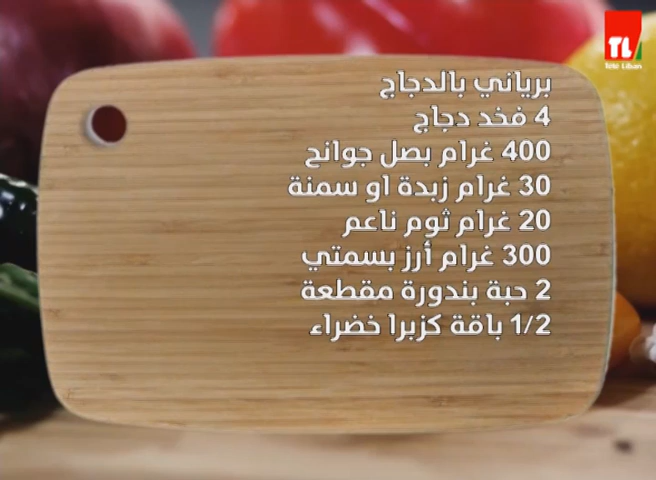 TL
Télé Liban
برياني بالدجاج
4 فخد دجاج
400 غرام بصل جوانح
30 غرام زبدة او سمنة
20 غرام ثوم ناعم
300 غرام أرز بسمتي
2 حبة بندورة مقطعة
1/2 باقة كزبرا خضراء